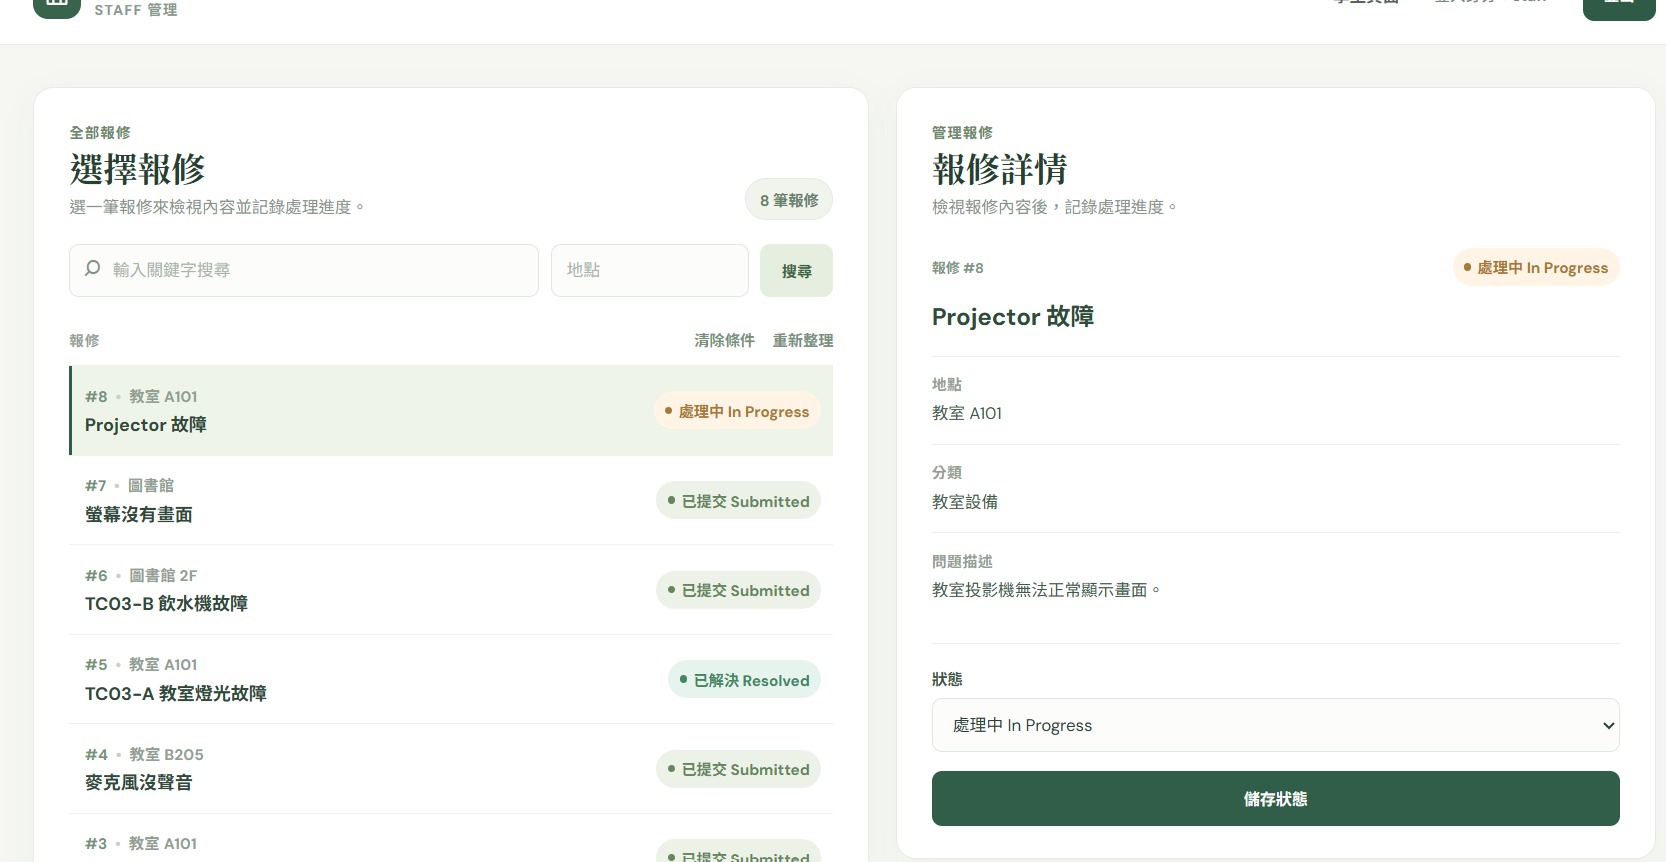 STAFF 管理
全部報修
選擇報修
選一筆報修來檢視內容並記錄處理進度。
8 筆報修
輸入關鍵字搜尋
地點
搜尋
報修
清除條件 重新整理
#8 • 教室 A101
Projector 故障
處理中 In Progress
#7 • 圖書館
螢幕沒有畫面
已提交 Submitted
#6 • 圖書館 2F
TC03-B 飲水機故障
已提交 Submitted
#5 • 教室 A101
TC03-A 教室燈光故障
已解決 Resolved
#4 • 教室 B205
麥克風沒聲音
已提交 Submitted
#3 • 教室 A101
已提交 Submitted
管理報修
報修詳情
檢視報修內容後，記錄處理進度。
報修 #8
處理中 In Progress
Projector 故障
地點
教室 A101
分類
教室設備
問題描述
教室投影機無法正常顯示畫面。
狀態
處理中 In Progress
儲存狀態